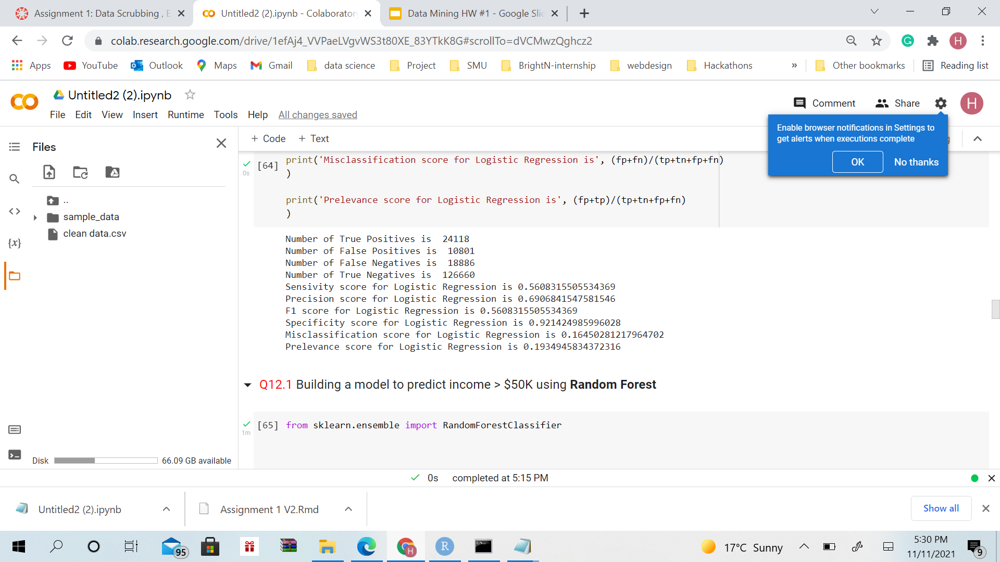 Assignment 1: Data Scrubbing , E
Untitled2 (2).ipynb - Colaboratory
Data Mining HW #1 - Google Slid
colab.research.google.com/drive/1efAj4_VVPaeLVgvWS3t80XE_83YTkK8G#scrollTo=dVCMwzQghcz2
H
Apps YouTube Outlook Maps Gmail data science Project SMU BrightN-internship webdesign Hackathons » Other bookmarks Reading list
Untitled2 (2).ipynb
Comment Share H
File Edit View Insert Runtime Tools Help All changes saved
Enable browser notifications in Settings to
get alerts when executions complete
OK No thanks
Files
+ Code + Text
..
sample_data
clean data.csv
{x}
Disk 66.09 GB available
0s
[64] print('Misclassification score for Logistic Regression is', (fp+fn)/(tp+tn+fp+fn)
)
print('Prelevance score for Logistic Regression is', (fp+tp)/(tp+tn+fp+fn)
)
Number of True Positives is  24118
Number of False Positives is  10801
Number of False Negatives is  18886
Number of True Negatives is  126660
Sensivity score for Logistic Regression is 0.5608315505534369
Precision score for Logistic Regression is 0.6906841547581546
F1 score for Logistic Regression is 0.5608315505534369
Specificity score for Logistic Regression is 0.921424985996028
Misclassification score for Logistic Regression is 0.16450281217964702
Prelevance score for Logistic Regression is 0.1934945834372316
Q12.1 Building a model to predict income > $50K using Random Forest
1m
[65] from sklearn.ensemble import RandomForestClassifier
0s completed at 5:15 PM
Untitled2 (2).ipynb
Assignment 1 V2.Rmd
Show all
95
H
R
17°C Sunny
5:30 PM
11/11/2021
9